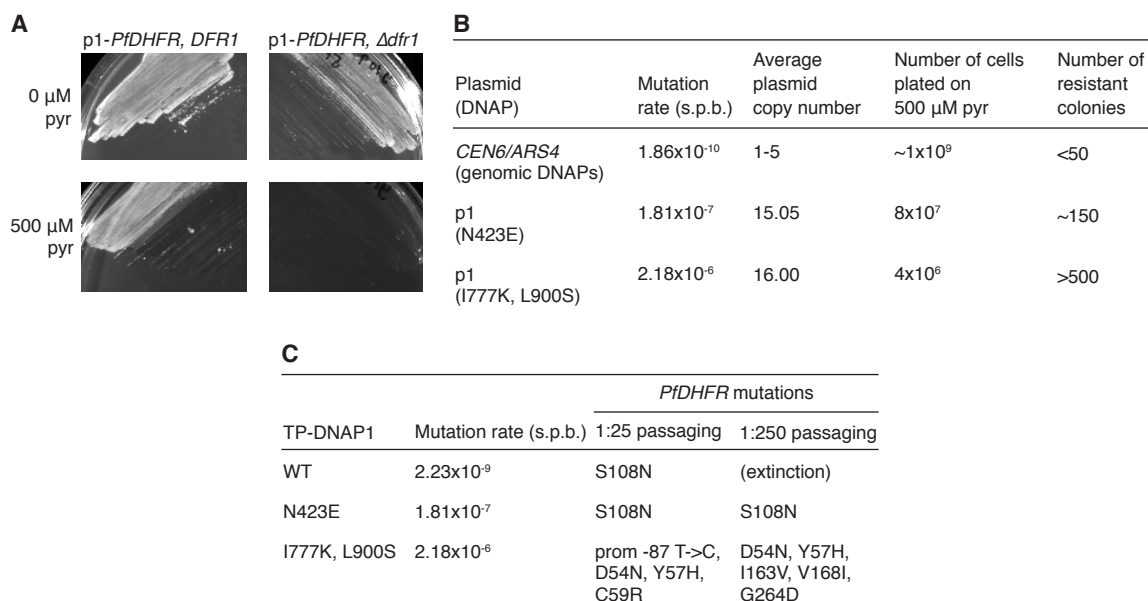 A
p1-PfDHFR, DFR1
p1-PfDHFR, Δdfr1
0 μM
pyr
500 μM
pyr
B
Plasmid
(DNAP)
Mutation
rate (s.p.b.)
Average
plasmid
copy number
Number of cells
plated on
500 μM pyr
Number of
resistant
colonies
CEN6/ARS4
(genomic DNAPs)
1.86x10⁻¹⁰
1-5
~1x10⁹
<50
p1
(N423E)
1.81x10⁻⁷
15.05
8x10⁷
~150
p1
(I777K, L900S)
2.18x10⁻⁶
16.00
4x10⁶
>500
C
PfDHFR mutations
TP-DNAP1
Mutation rate (s.p.b.)
1:25 passaging
1:250 passaging
WT
2.23x10⁻⁹
S108N
(extinction)
N423E
1.81x10⁻⁷
S108N
S108N
I777K, L900S
2.18x10⁻⁶
prom -87 T->C,
D54N, Y57H,
C59R
D54N, Y57H,
I163V, V168I,
G264D